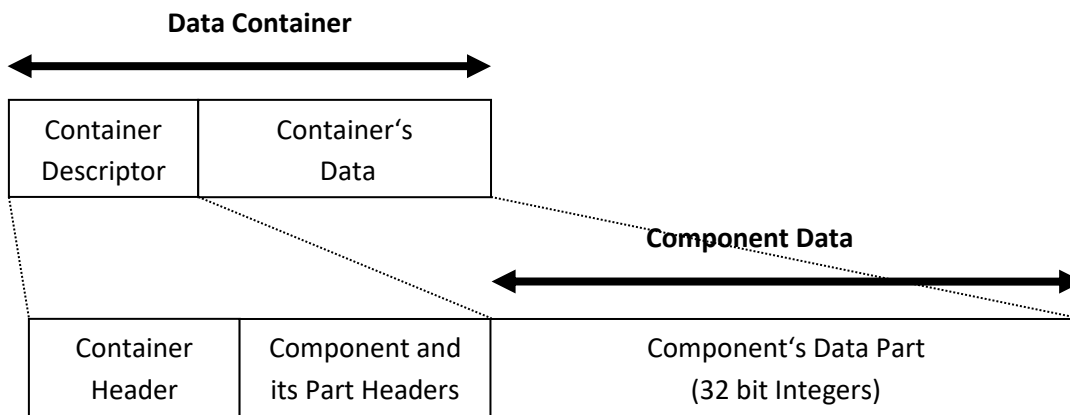 Data Container
Container
Descriptor
Container‘s
Data
Component Data
Container
Header
Component and
its Part Headers
Component‘s Data Part
(32 bit Integers)